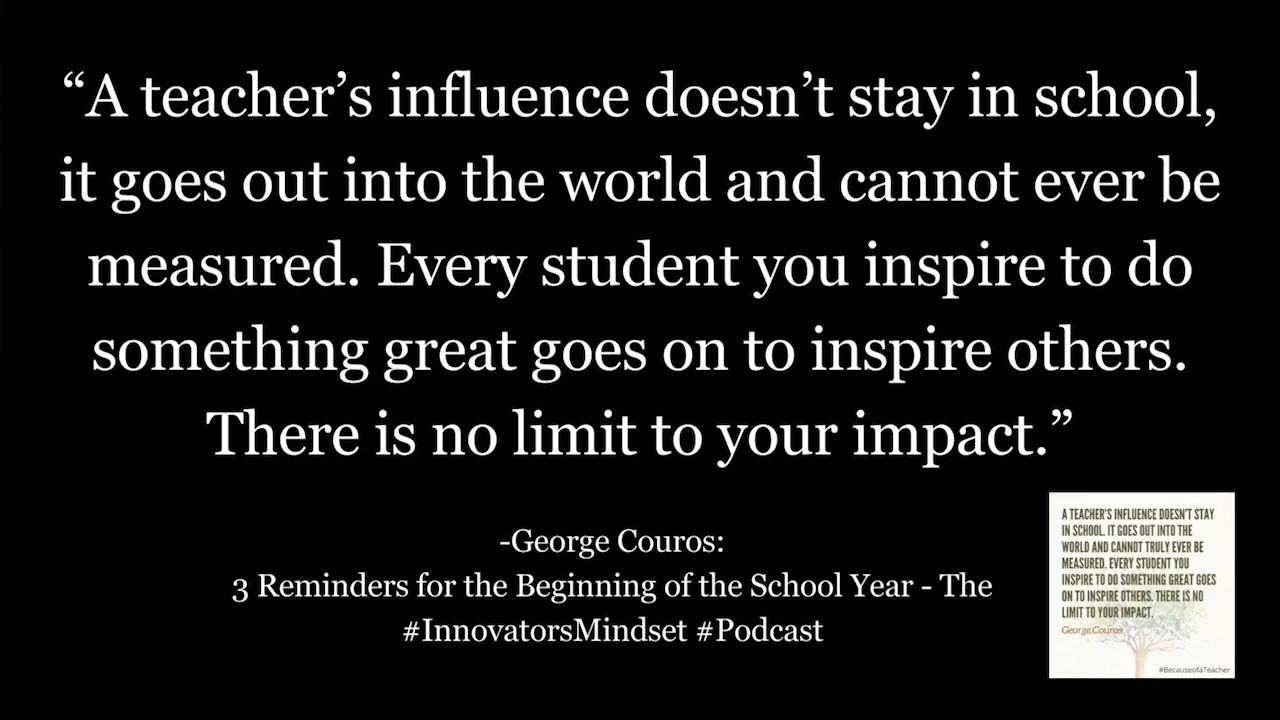 “A teacher’s influence doesn’t stay in school,
it goes out into the world and cannot ever be
measured. Every student you inspire to do
something great goes on to inspire others.
There is no limit to your impact.”
-George Couros:
3 Reminders for the Beginning of the School Year - The
#InnovatorsMindset #Podcast
A TEACHER'S INFLUENCE DOESN'T STAY
IN SCHOOL. IT GOES OUT INTO THE
WORLD AND CANNOT TRULY EVER BE
MEASURED. EVERY STUDENT YOU
INSPIRE TO DO SOMETHING GREAT GOES
ON TO INSPIRE OTHERS. THERE IS NO
LIMIT TO YOUR IMPACT.
George Couros
#BecauseofaTeacher